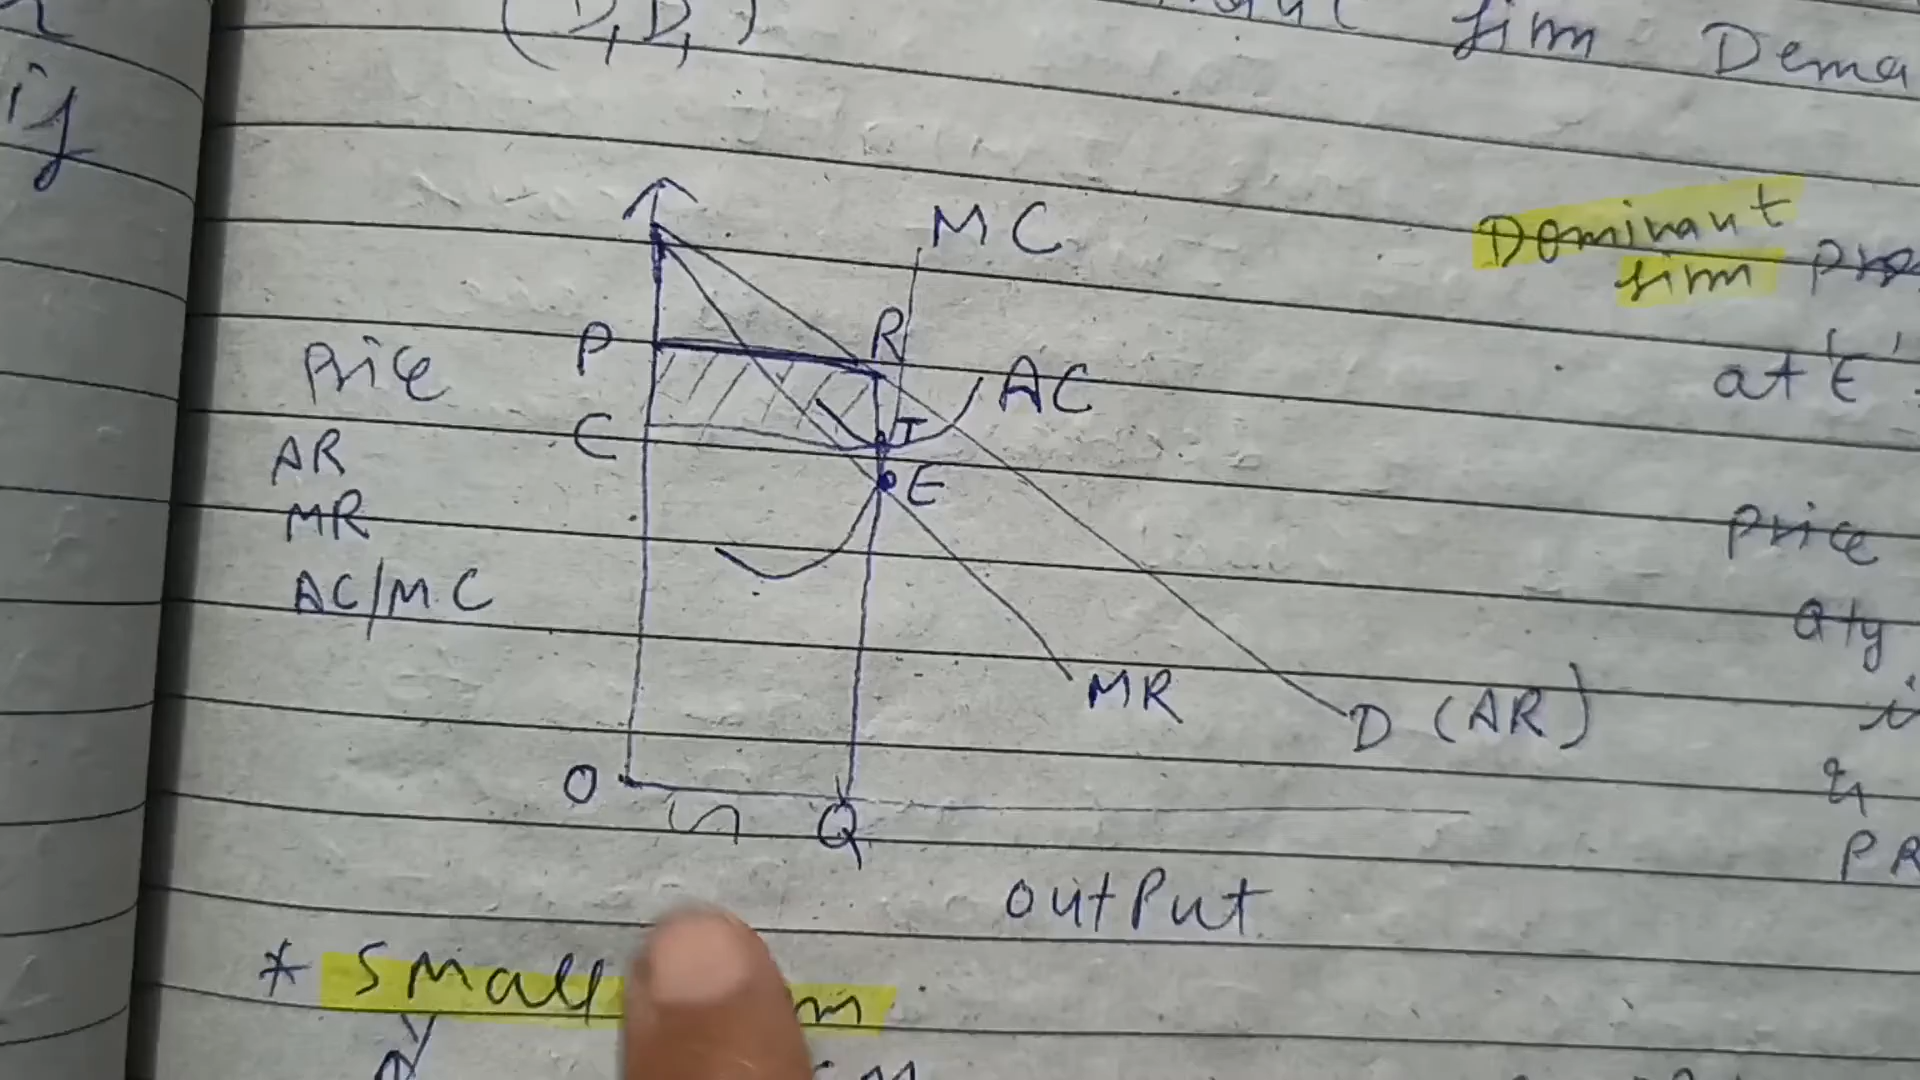 if
(D,D,)
firm Dema
MC
Dominant
firm
P
R
Price
at 'E'
AC
C
T
AR
E
MR
Price
AC/MC
Qty
MR
D (AR)
O
Q
output
* Small